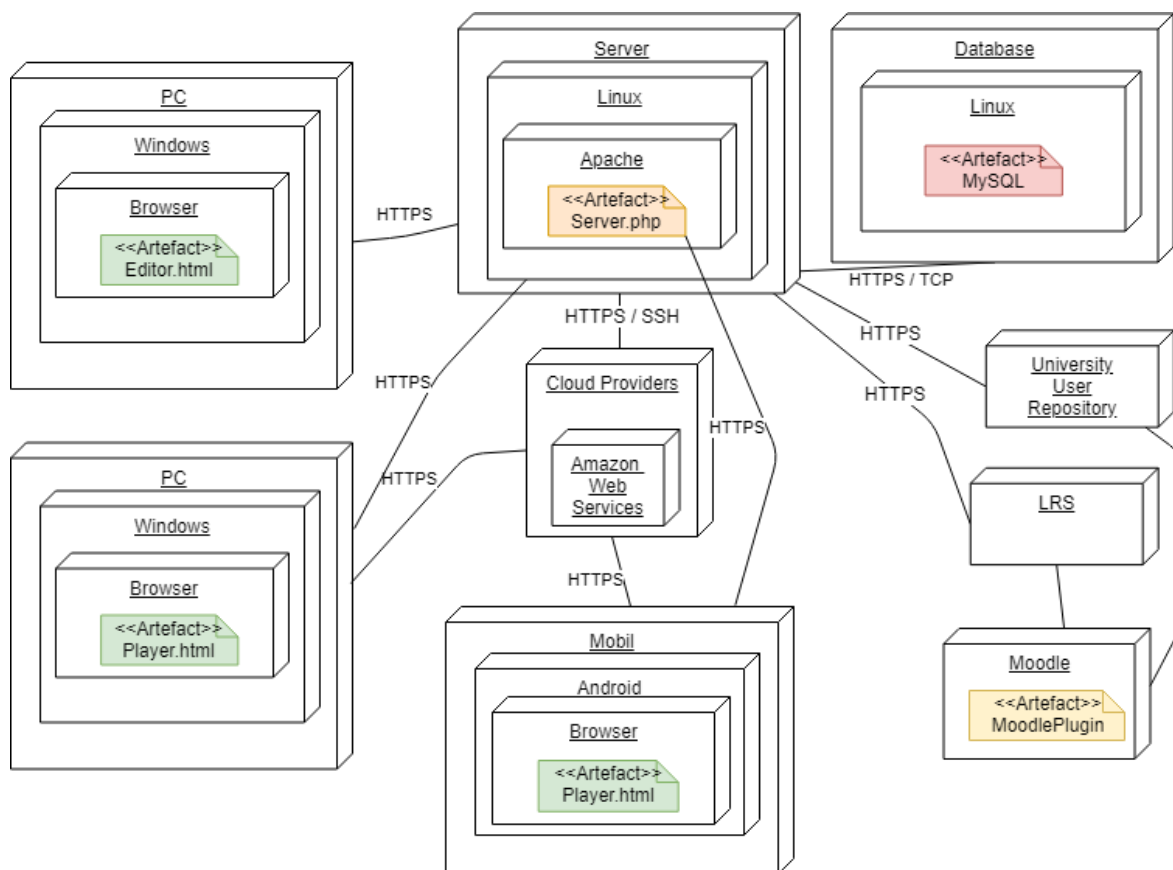 PC
Windows
Browser
<<Artefact>>
Editor.html
HTTPS
Server
Linux
Apache
<<Artefact>>
Server.php
Database
Linux
<<Artefact>>
MySQL
HTTPS / TCP
HTTPS / SSH
HTTPS
HTTPS
HTTPS
HTTPS
HTTPS
Cloud Providers
Amazon
Web
Services
University
User
Repository
LRS
PC
Windows
Browser
<<Artefact>>
Player.html
HTTPS
Mobil
Android
Browser
<<Artefact>>
Player.html
Moodle
<<Artefact>>
MoodlePlugin